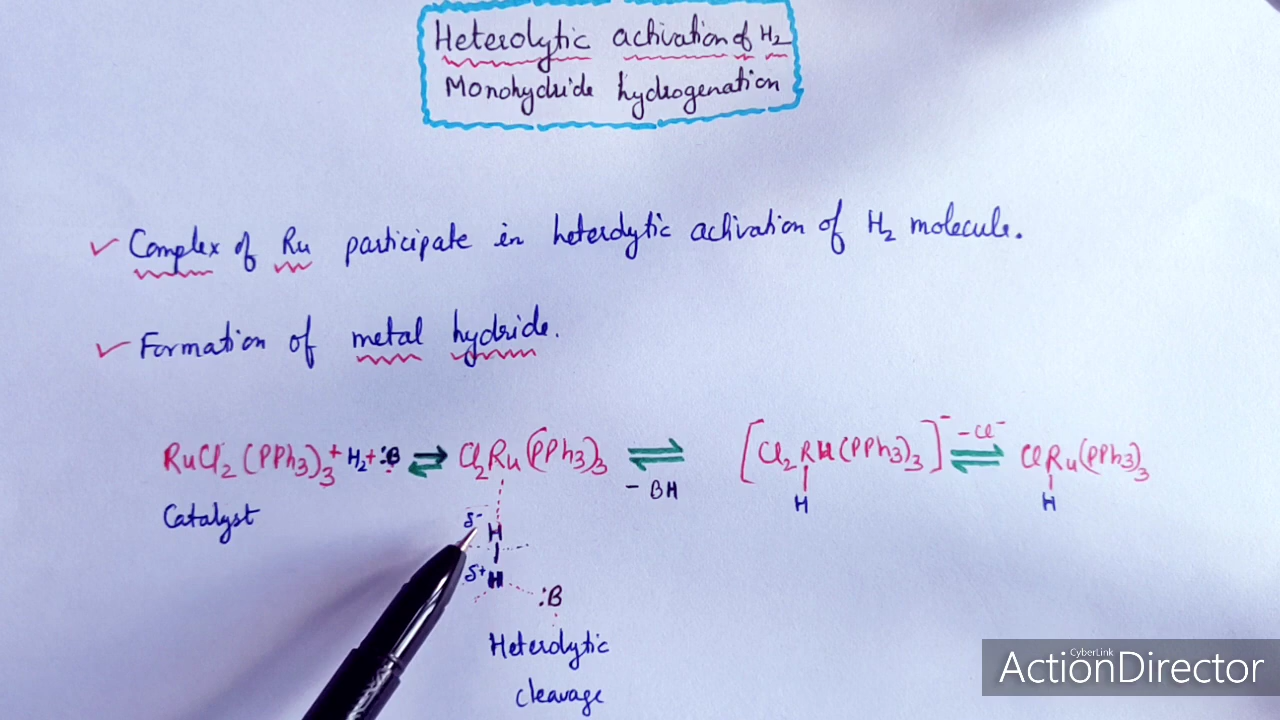 Heterolytic activation of H₂
Monohydride hydrogenation
✓ Complex of Ru participate in heterolytic activation of H₂ molecule.
✓ Formation of metal hydride.
RuCl₂(PPh₃)₃ + H₂ + :B ⇌ Cl₂Ru(PPh₃)₃ ⇌ [Cl₂RH(PPh₃)₃]⁻ -Cl⁻ ⇌ ClRu(PPh₃)₃
- BH
Catalyst
H
H
δ⁻ H
δ⁺ H
:B
Heterolytic
cleavage
CyberLink
ActionDirector